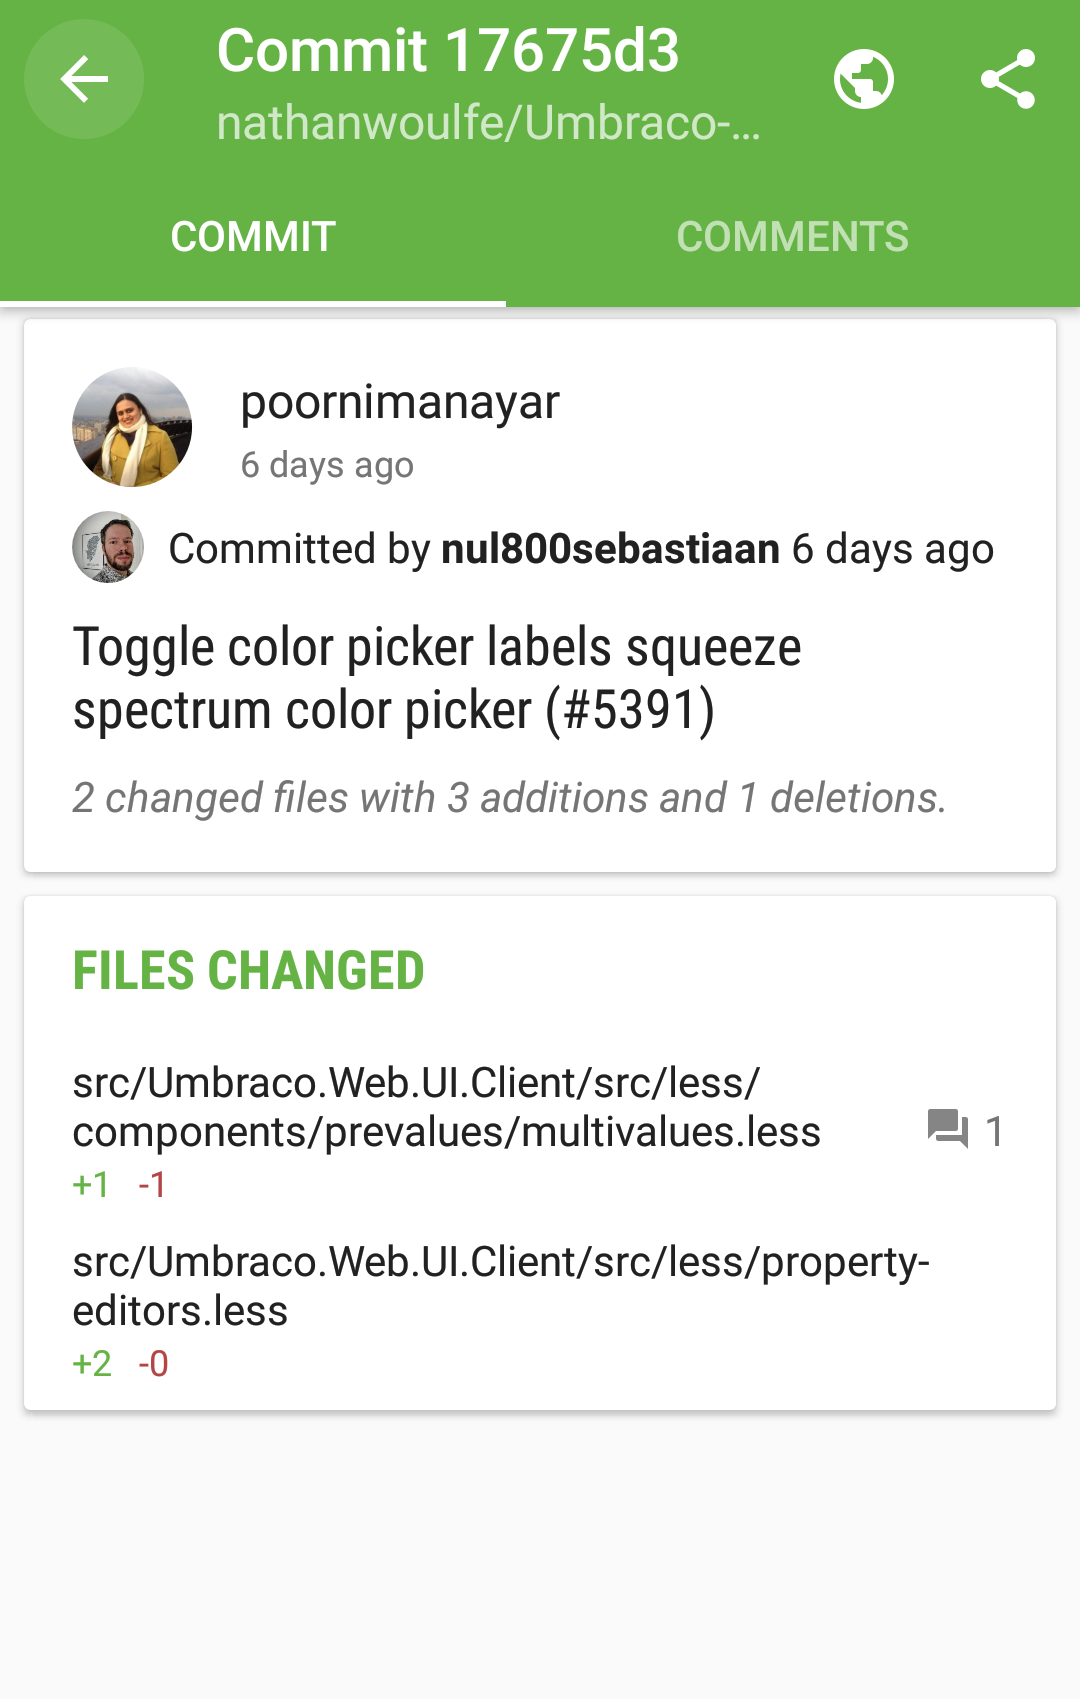 Commit 17675d3
nathanwoulfe/Umbraco-...
COMMIT
COMMENTS
poornimanayar
6 days ago
Committed by nul800sebastiaan 6 days ago
Toggle color picker labels squeeze
spectrum color picker (#5391)
2 changed files with 3 additions and 1 deletions.
FILES CHANGED
src/Umbraco.Web.UI.Client/src/less/
components/prevalues/multivalues.less
1
+1 -1
src/Umbraco.Web.UI.Client/src/less/property-
editors.less
+2 -0